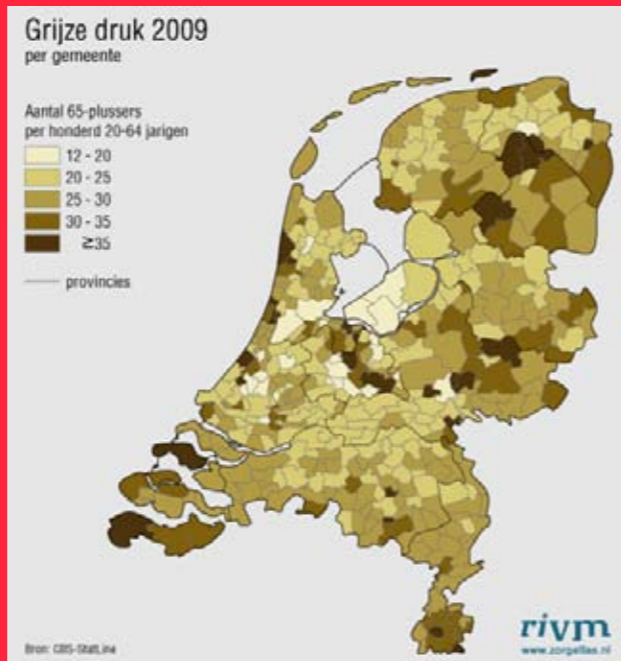 Grijze druk 2009
per gemeente
Aantal 65-plussers
per honderd 20-64 jarigen
12 - 20
20 - 25
25 - 30
30 - 35
≥35
provincies
Bron: CBS-StatLine
rivm
www.zorgatlas.nl